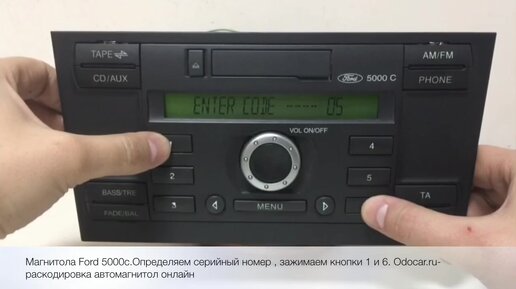 TAPE
AM/FM
CD/AUX
Ford 5000 C
PHONE
ENTER CODE ---- 05
VOL ON/OFF
4
2
5
BASS/TRE
TA
3
MENU
FADE/BAL
Магнитола Ford 5000c.Определяем серийный номер , зажимаем кнопки 1 и 6. Odocar.ru-
раскодировка автомагнитол онлайн